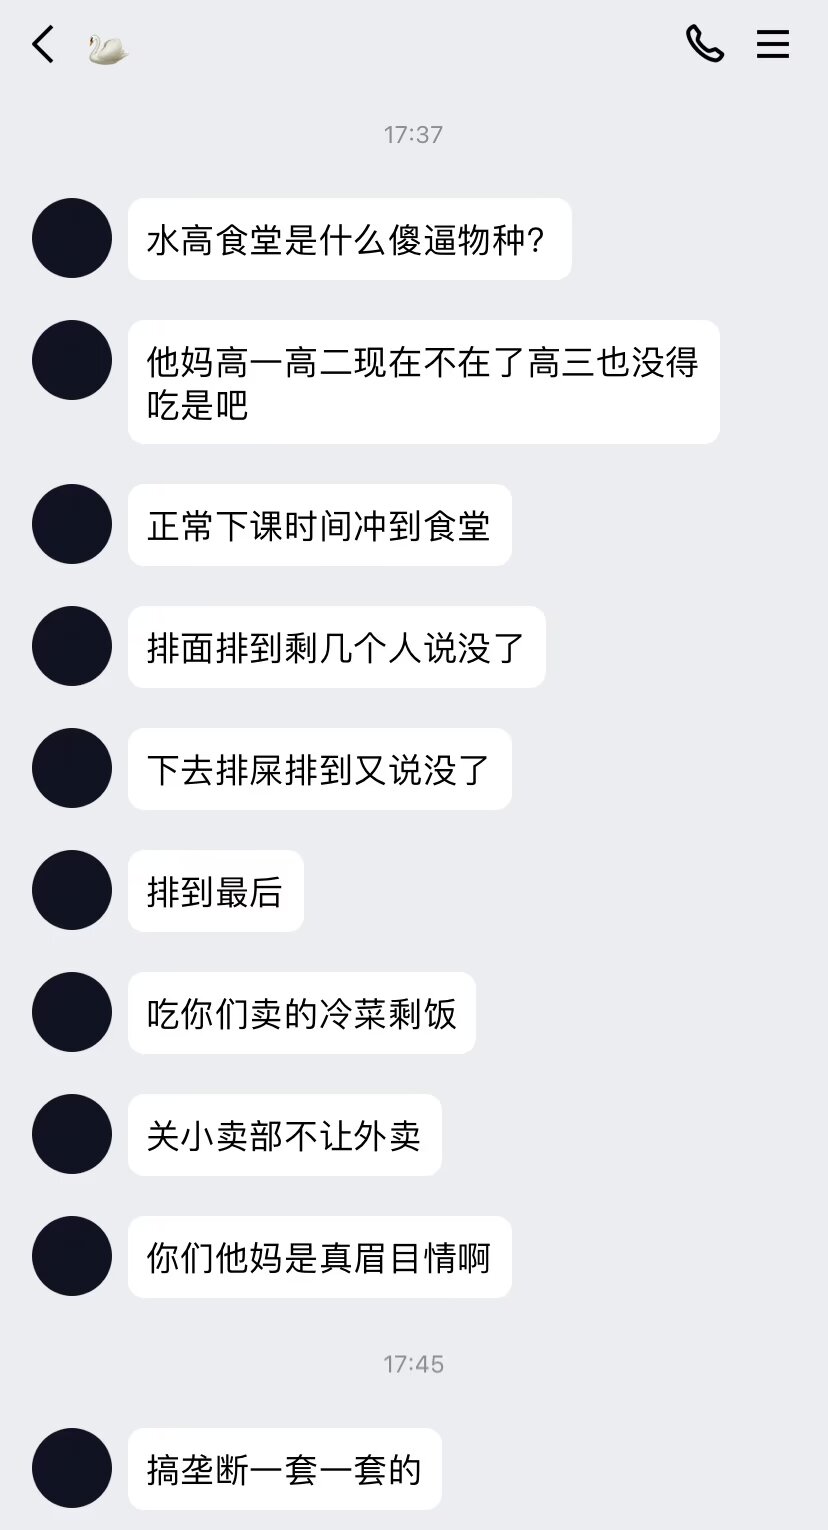 17:37
水高食堂是什么傻逼物种?
他妈高一高二现在不在了高三也没得
吃是吧
正常下课时间冲到食堂
排面排到剩几个人说没了
下去排屎排到又说没了
排到最后
吃你们卖的冷菜剩饭
关小卖部不让外卖
你们他妈是真眉目情啊
17:45
搞垄断一套一套的